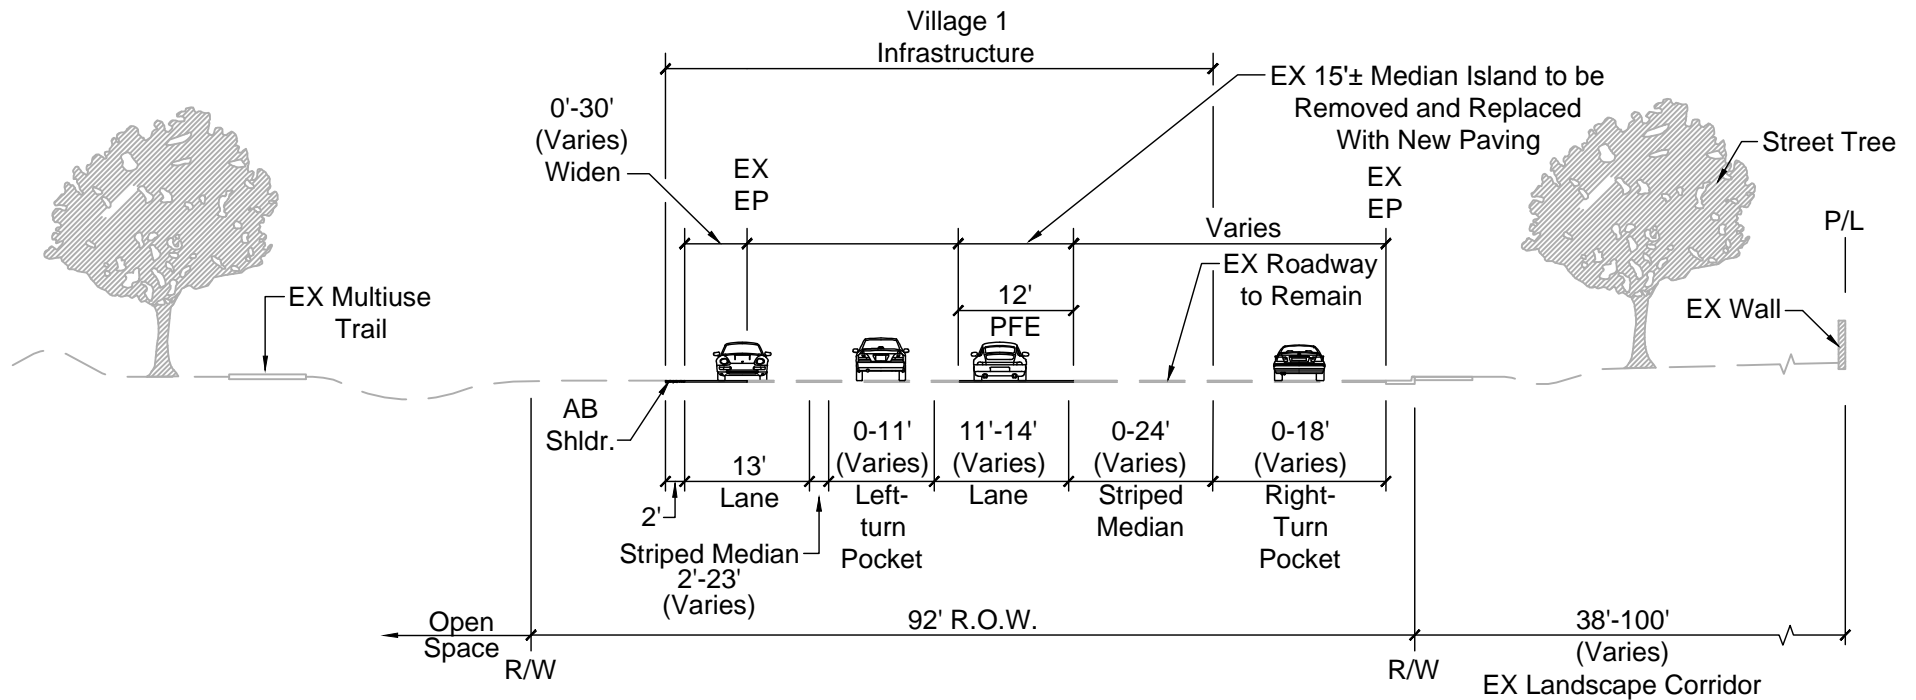 Village 1
Infrastructure
EX 15'± Median Island to be
Removed and Replaced
With New Paving
0'-30'
(Varies)
Widen
EX
EP
EX
EP
Street Tree
P/L
Varies
EX Roadway
to Remain
EX Multiuse
Trail
12'
PFE
EX Wall
AB
Shldr.
2'
13'
Lane
Striped Median
2'-23'
(Varies)
0-11'
(Varies)
Left-
turn
Pocket
11'-14'
(Varies)
Lane
0-24'
(Varies)
Striped
Median
0-18'
(Varies)
Right-
Turn
Pocket
Open
Space
R/W
92' R.O.W.
R/W
38'-100'
(Varies)
EX Landscape Corridor